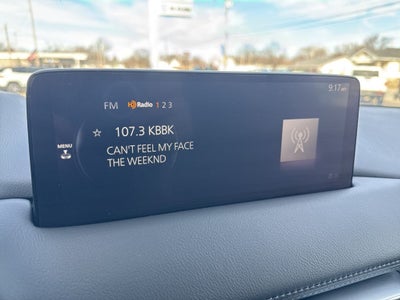 FM HD Radio 1 2 3
9:17
☆ 107.3 KBBK
MENU
CAN'T FEEL MY FACE
THE WEEKND